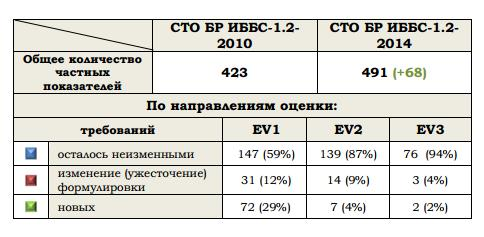 СТО БР ИББС-1.2-
2010
СТО БР ИББС-1.2-
2014
Общее количество
частных
показателей
423
491 (+68)
По направлениям оценки:
требований EV1 EV2 EV3
осталось неизменными 147 (59%) 139 (87%) 76 (94%)
изменение (ужесточение)
формулировки
31 (12%) 14 (9%) 3 (4%)
новых 72 (29%) 7 (4%) 2 (2%)